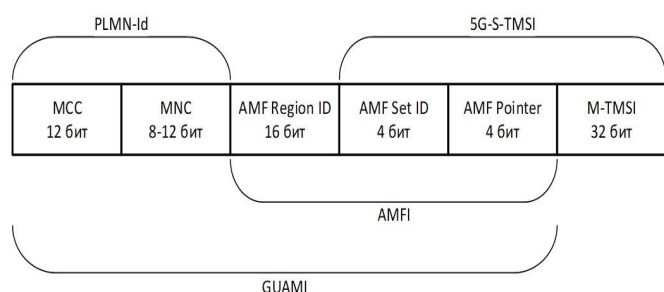 PLMN-Id
5G-S-TMSI
MCC
12 бит
MNC
8-12 бит
AMF Region ID
16 бит
AMF Set ID
4 бит
AMF Pointer
4 бит
M-TMSI
32 бит
AMFI
GUAMI